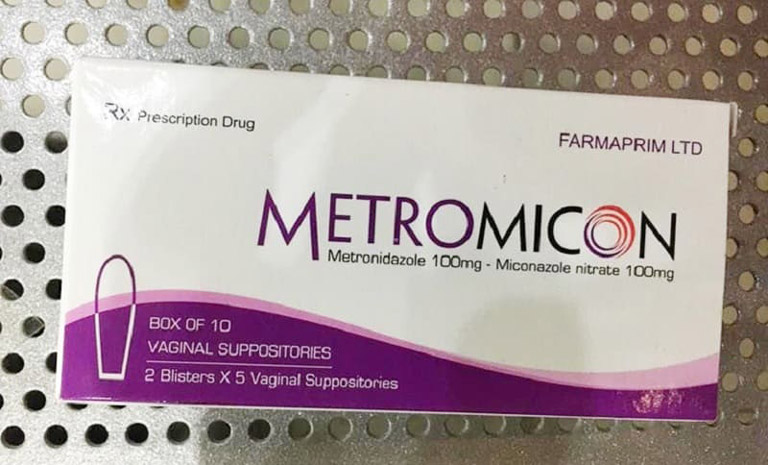 Rx Prescription Drug
FARMAPRIM LTD
METROMICON
Metronidazole 100mg - Miconazole nitrate 100mg
BOX OF 10
VAGINAL SUPPOSITORIES
2 Blisters X 5 Vaginal Suppositories